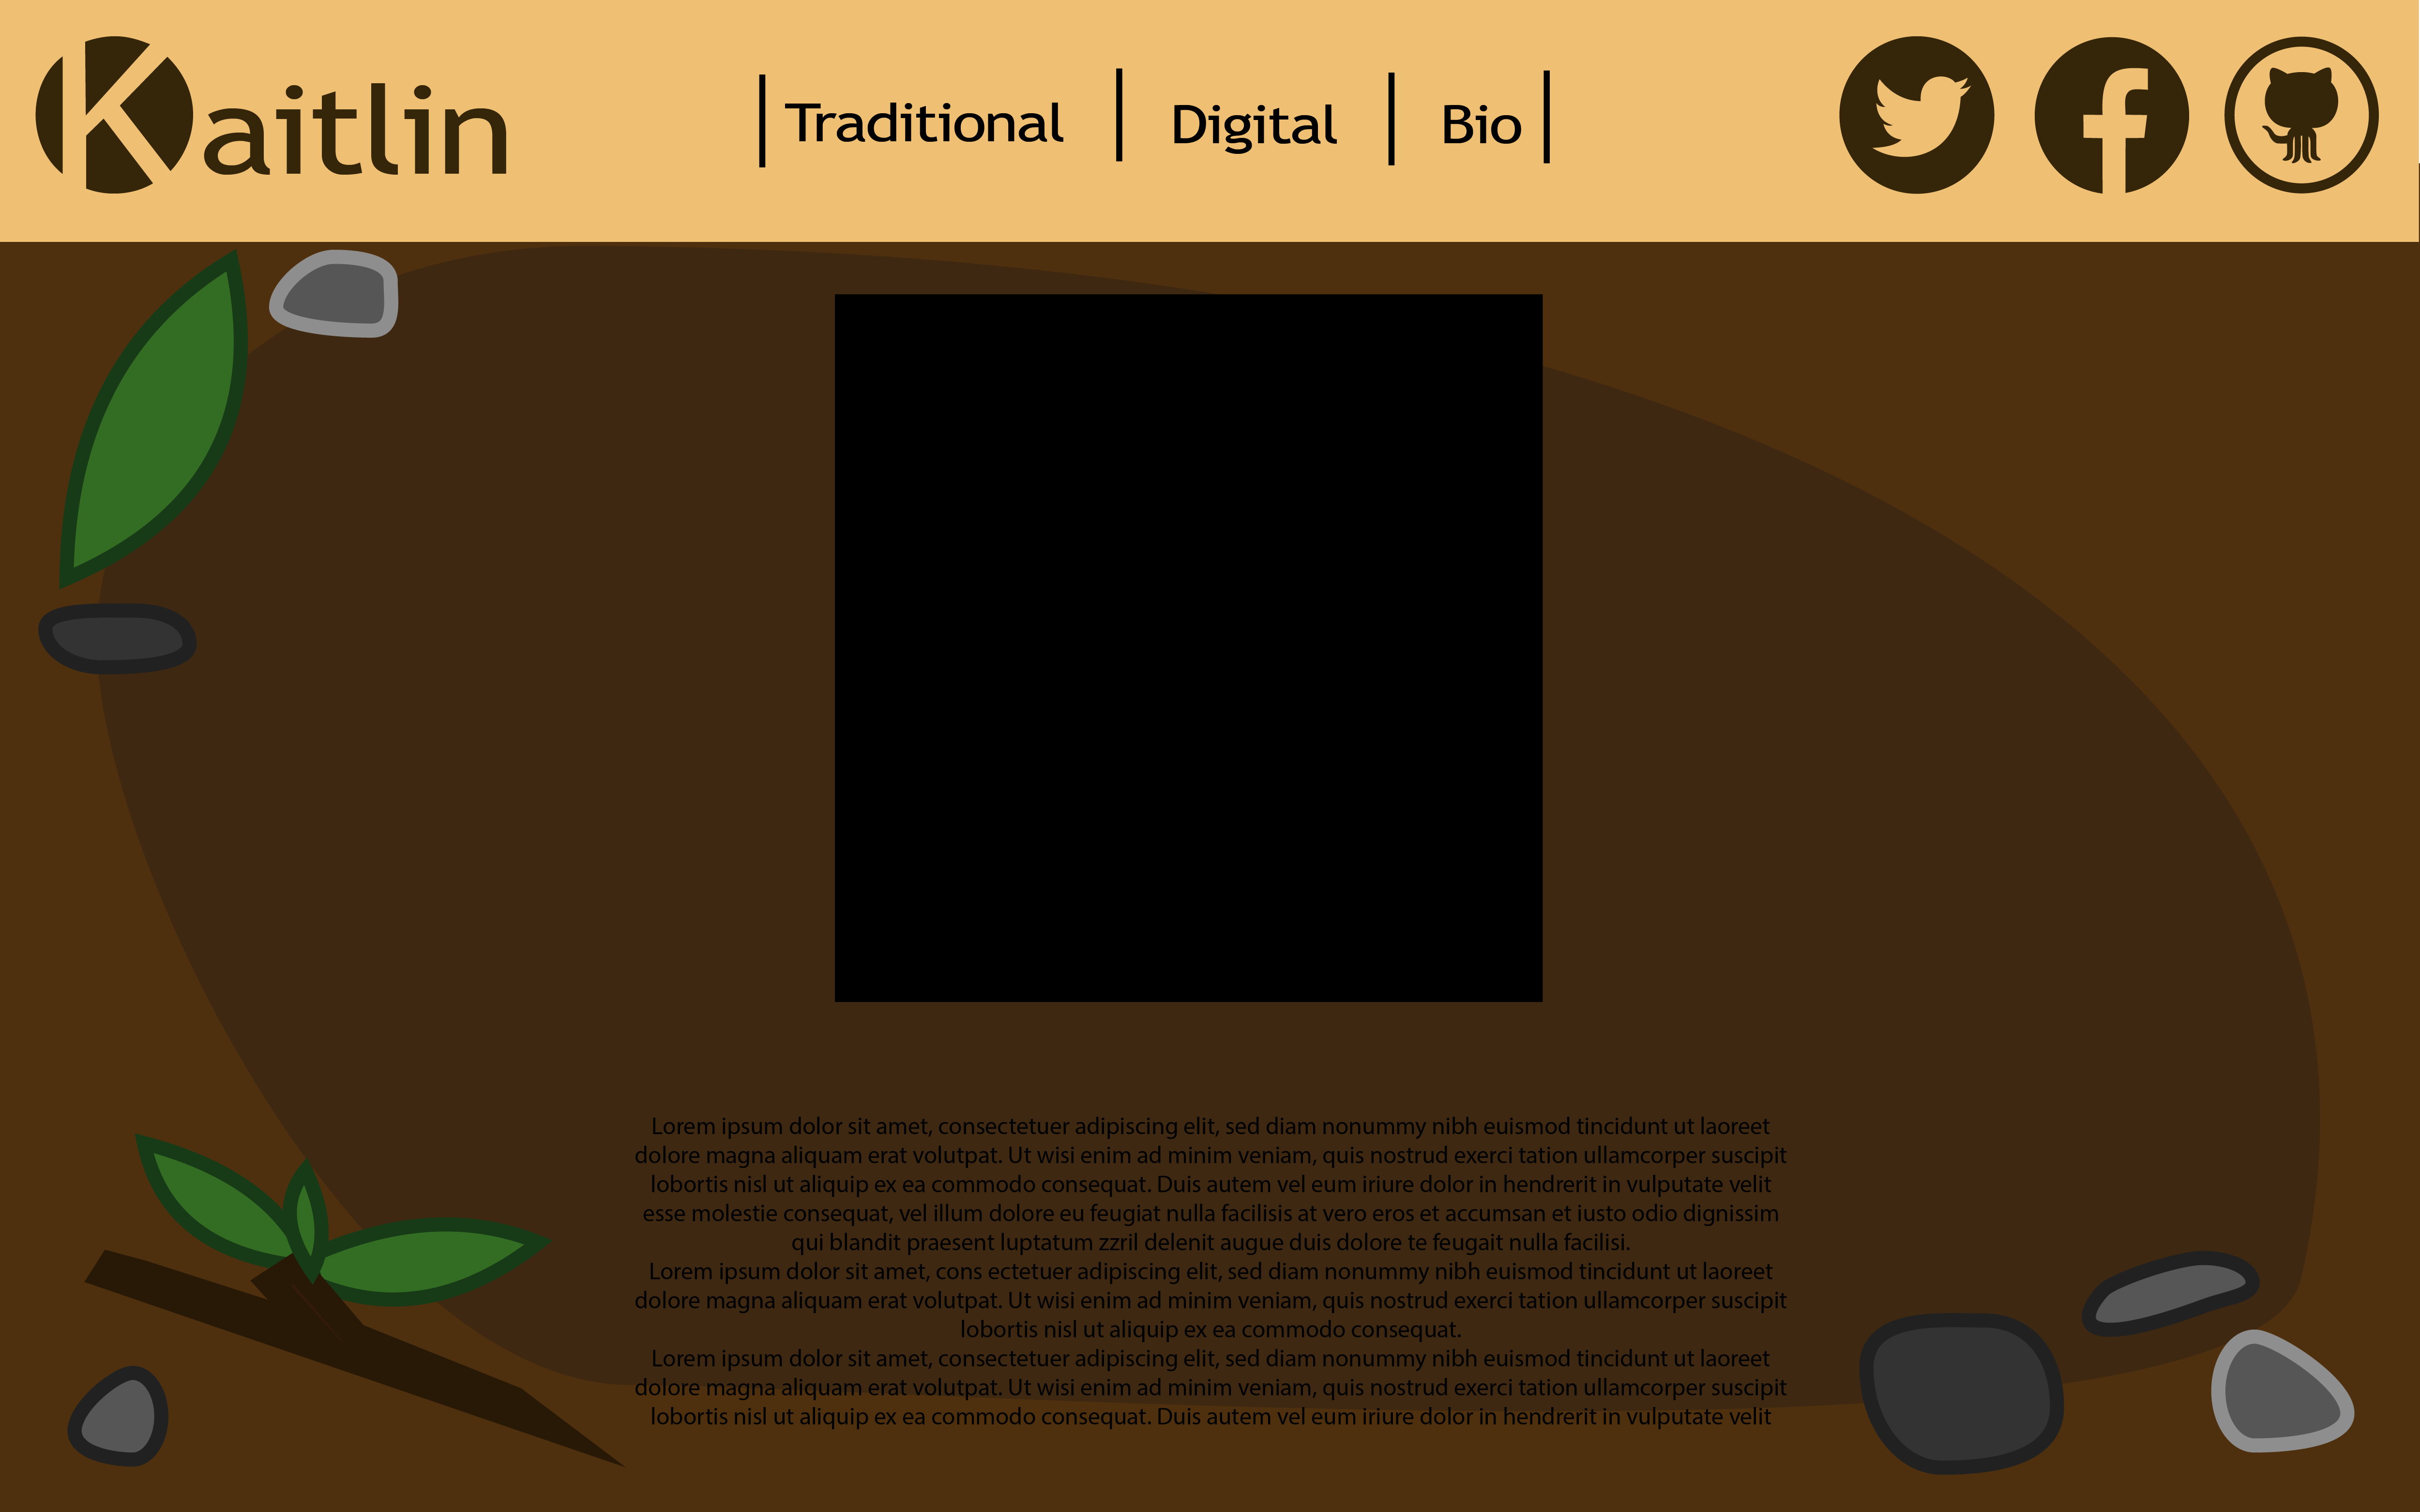 Kaitlin
Traditional
Digital
Bio
Lorem ipsum dolor sit amet, consectetuer adipiscing elit, sed diam nonummy nibh euismod tincidunt ut laoreet
dolore magna aliquam erat volutpat. Ut wisi enim ad minim veniam, quis nostrud exerci tation ullamcorper suscipit
lobortis nisl ut aliquip ex ea commodo consequat. Duis autem vel eum iriure dolor in hendrerit in vulputate velit
esse molestie consequat, vel illum dolore eu feugiat nulla facilisis at vero eros et accumsan et iusto odio dignissim
qui blandit praesent luptatum zzril delenit augue duis dolore te feugait nulla facilisi.
Lorem ipsum dolor sit amet, cons ectetuer adipiscing elit, sed diam nonummy nibh euismod tincidunt ut laoreet
dolore magna aliquam erat volutpat. Ut wisi enim ad minim veniam, quis nostrud exerci tation ullamcorper suscipit
lobortis nisl ut aliquip ex ea commodo consequat.
Lorem ipsum dolor sit amet, consectetuer adipiscing elit, sed diam nonummy nibh euismod tincidunt ut laoreet
dolore magna aliquam erat volutpat. Ut wisi enim ad minim veniam, quis nostrud exerci tation ullamcorper suscipit
lobortis nisl ut aliquip ex ea commodo consequat. Duis autem vel eum iriure dolor in hendrerit in vulputate velit